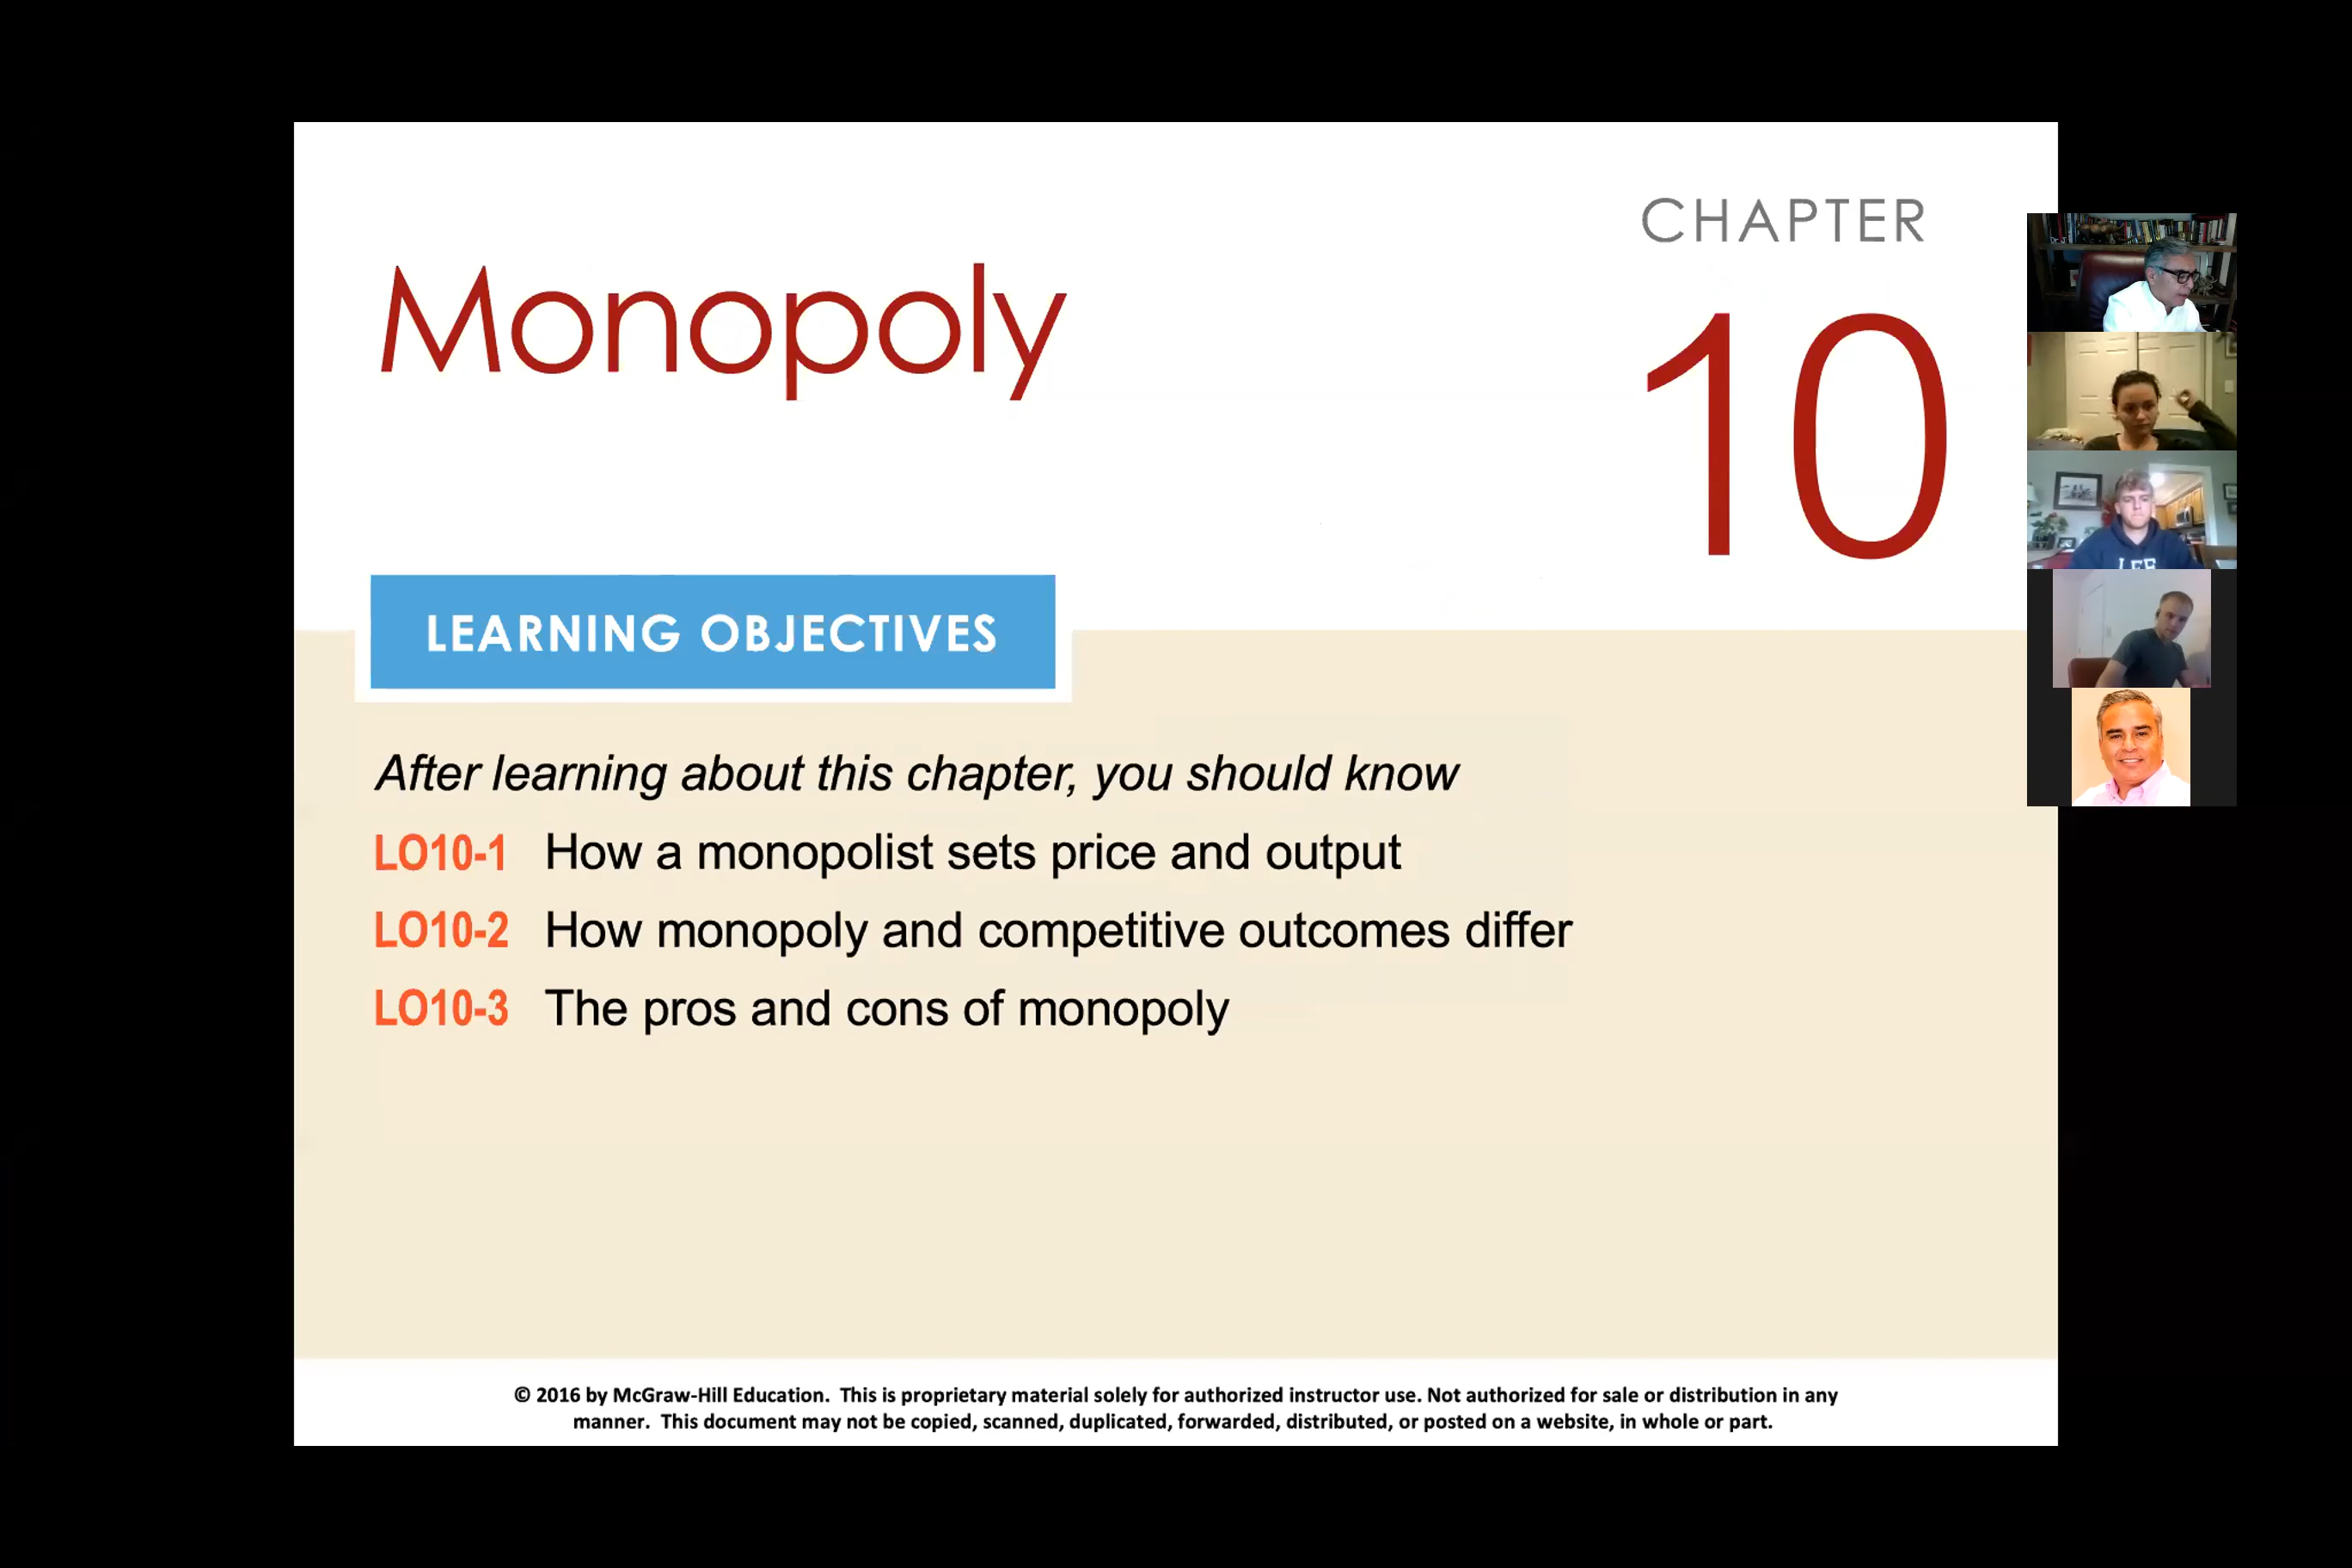 CHAPTER
Monopoly
10
LEARNING OBJECTIVES
After learning about this chapter, you should know
LO10-1 How a monopolist sets price and output
LO10-2 How monopoly and competitive outcomes differ
LO10-3 The pros and cons of monopoly
© 2016 by McGraw-Hill Education. This is proprietary material solely for authorized instructor use. Not authorized for sale or distribution in any
manner. This document may not be copied, scanned, duplicated, forwarded, distributed, or posted on a website, in whole or part.
LEE